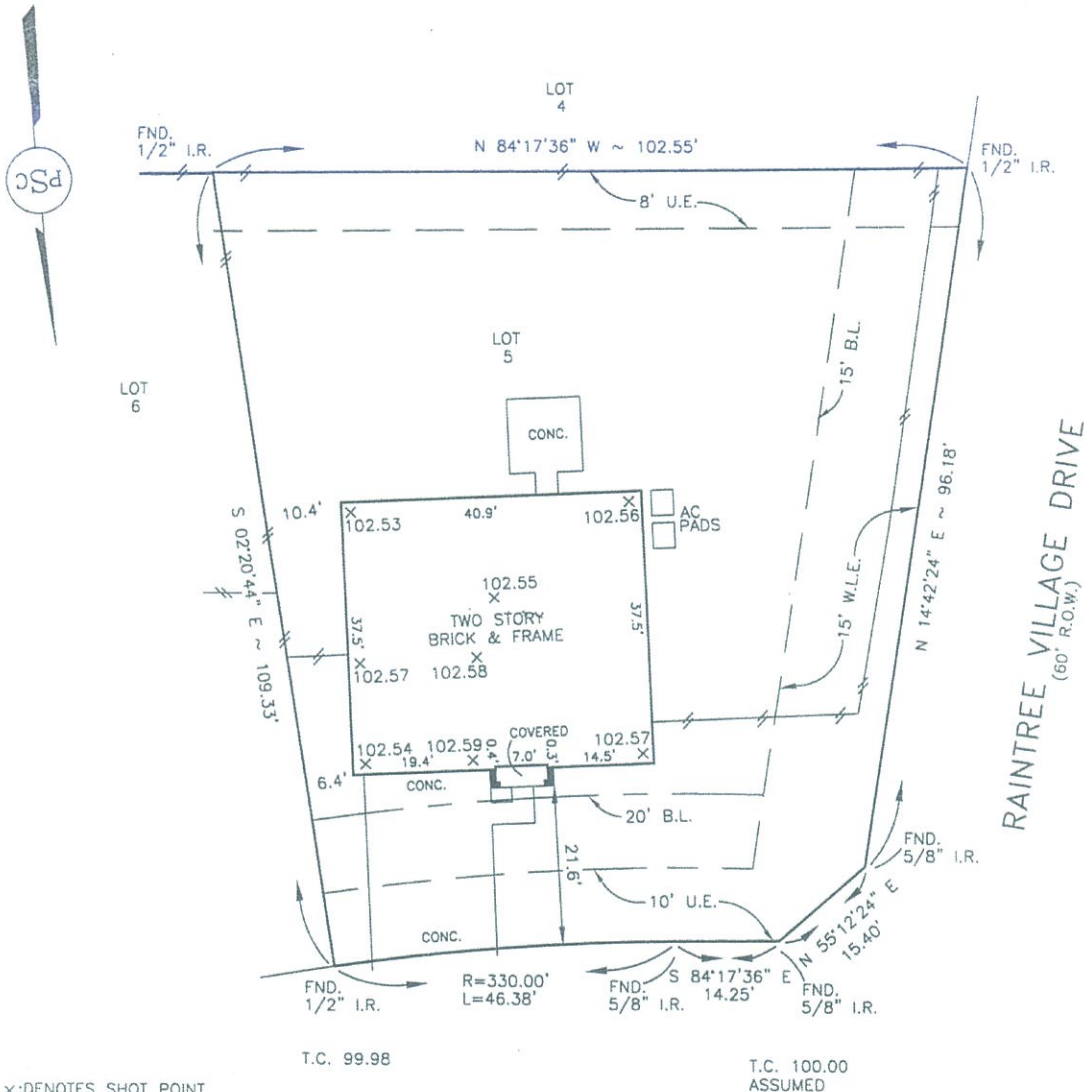 LOT
4
FND.
1/2" I.R.
N 84°17'36" W ~ 102.55'
FND.
1/2" I.R.
PSC
8' U.E.
LOT
5
15' B.L.
LOT
6
CONC.
RAINTREE VILLAGE DRIVE
(60' R.O.W.)
N 14°42'24" E ~ 96.18'
S 02°20'44" E ~ 109.33'
10.4'
102.53
40.9'
102.56
AC
PADS
102.55
TWO STORY
BRICK & FRAME
37.5'
37.5'
15' W.L.E.
102.57
102.58
COVERED
102.54
102.59
0.4'
7.0'
0.3'
102.57
19.4'
14.5'
6.4'
CONC.
20' B.L.
21.6'
FND.
5/8" I.R.
10' U.E.
N 55°12'24" E
15.40'
CONC.
FND.
1/2" I.R.
R=330.00'
L=46.38'
FND.
5/8" I.R.
S 84°17'36" E
14.25'
FND.
5/8" I.R.
T.C. 99.98
T.C. 100.00
ASSUMED
X:DENOTES SHOT POINT